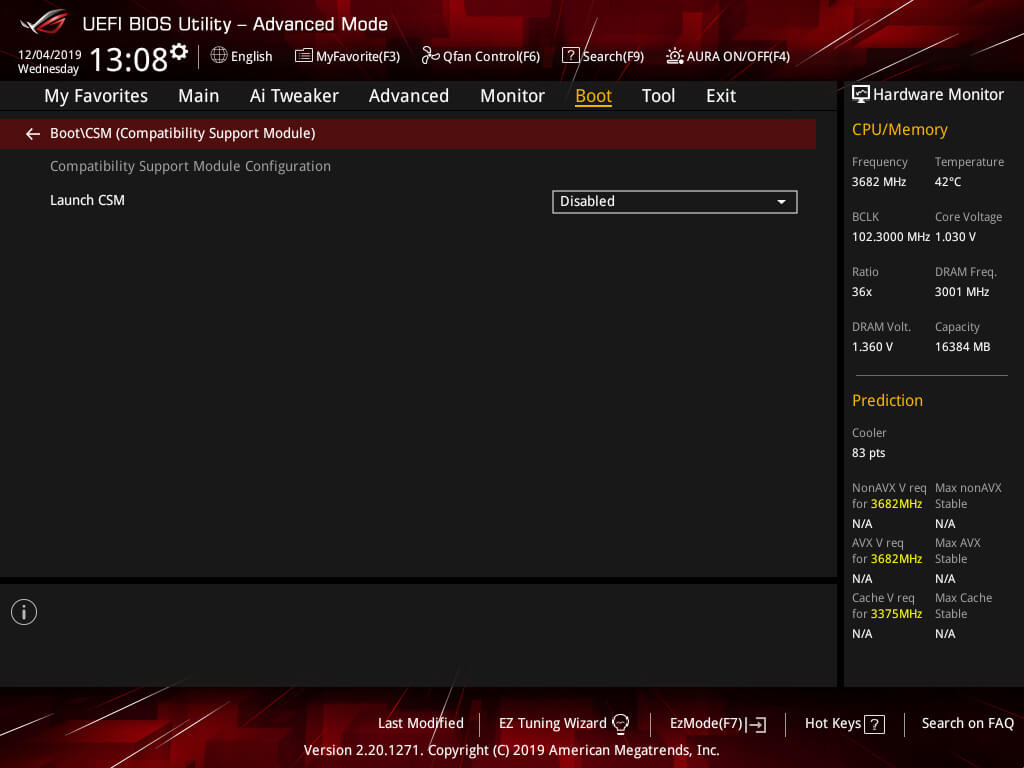 UEFI BIOS Utility – Advanced Mode
12/04/2019
Wednesday
13:08
English
MyFavorite(F3)
Qfan Control(F6)
? Search(F9)
AURA ON/OFF(F4)
My Favorites Main Ai Tweaker Advanced Monitor Boot Tool Exit
Boot\CSM (Compatibility Support Module)
Compatibility Support Module Configuration
Launch CSM Disabled
Hardware Monitor
CPU/Memory
Frequency Temperature
3682 MHz 42°C
BCLK Core Voltage
102.3000 MHz 1.030 V
Ratio DRAM Freq.
36x 3001 MHz
DRAM Volt. Capacity
1.360 V 16384 MB
Prediction
Cooler
83 pts
NonAVX V req Max nonAVX
for 3682MHz Stable
N/A N/A
AVX V req Max AVX
for 3682MHz Stable
N/A N/A
Cache V req Max Cache
for 3375MHz Stable
N/A N/A
i
Last Modified EZ Tuning Wizard EzMode(F7) Hot Keys ? Search on FAQ
Version 2.20.1271. Copyright (C) 2019 American Megatrends, Inc.